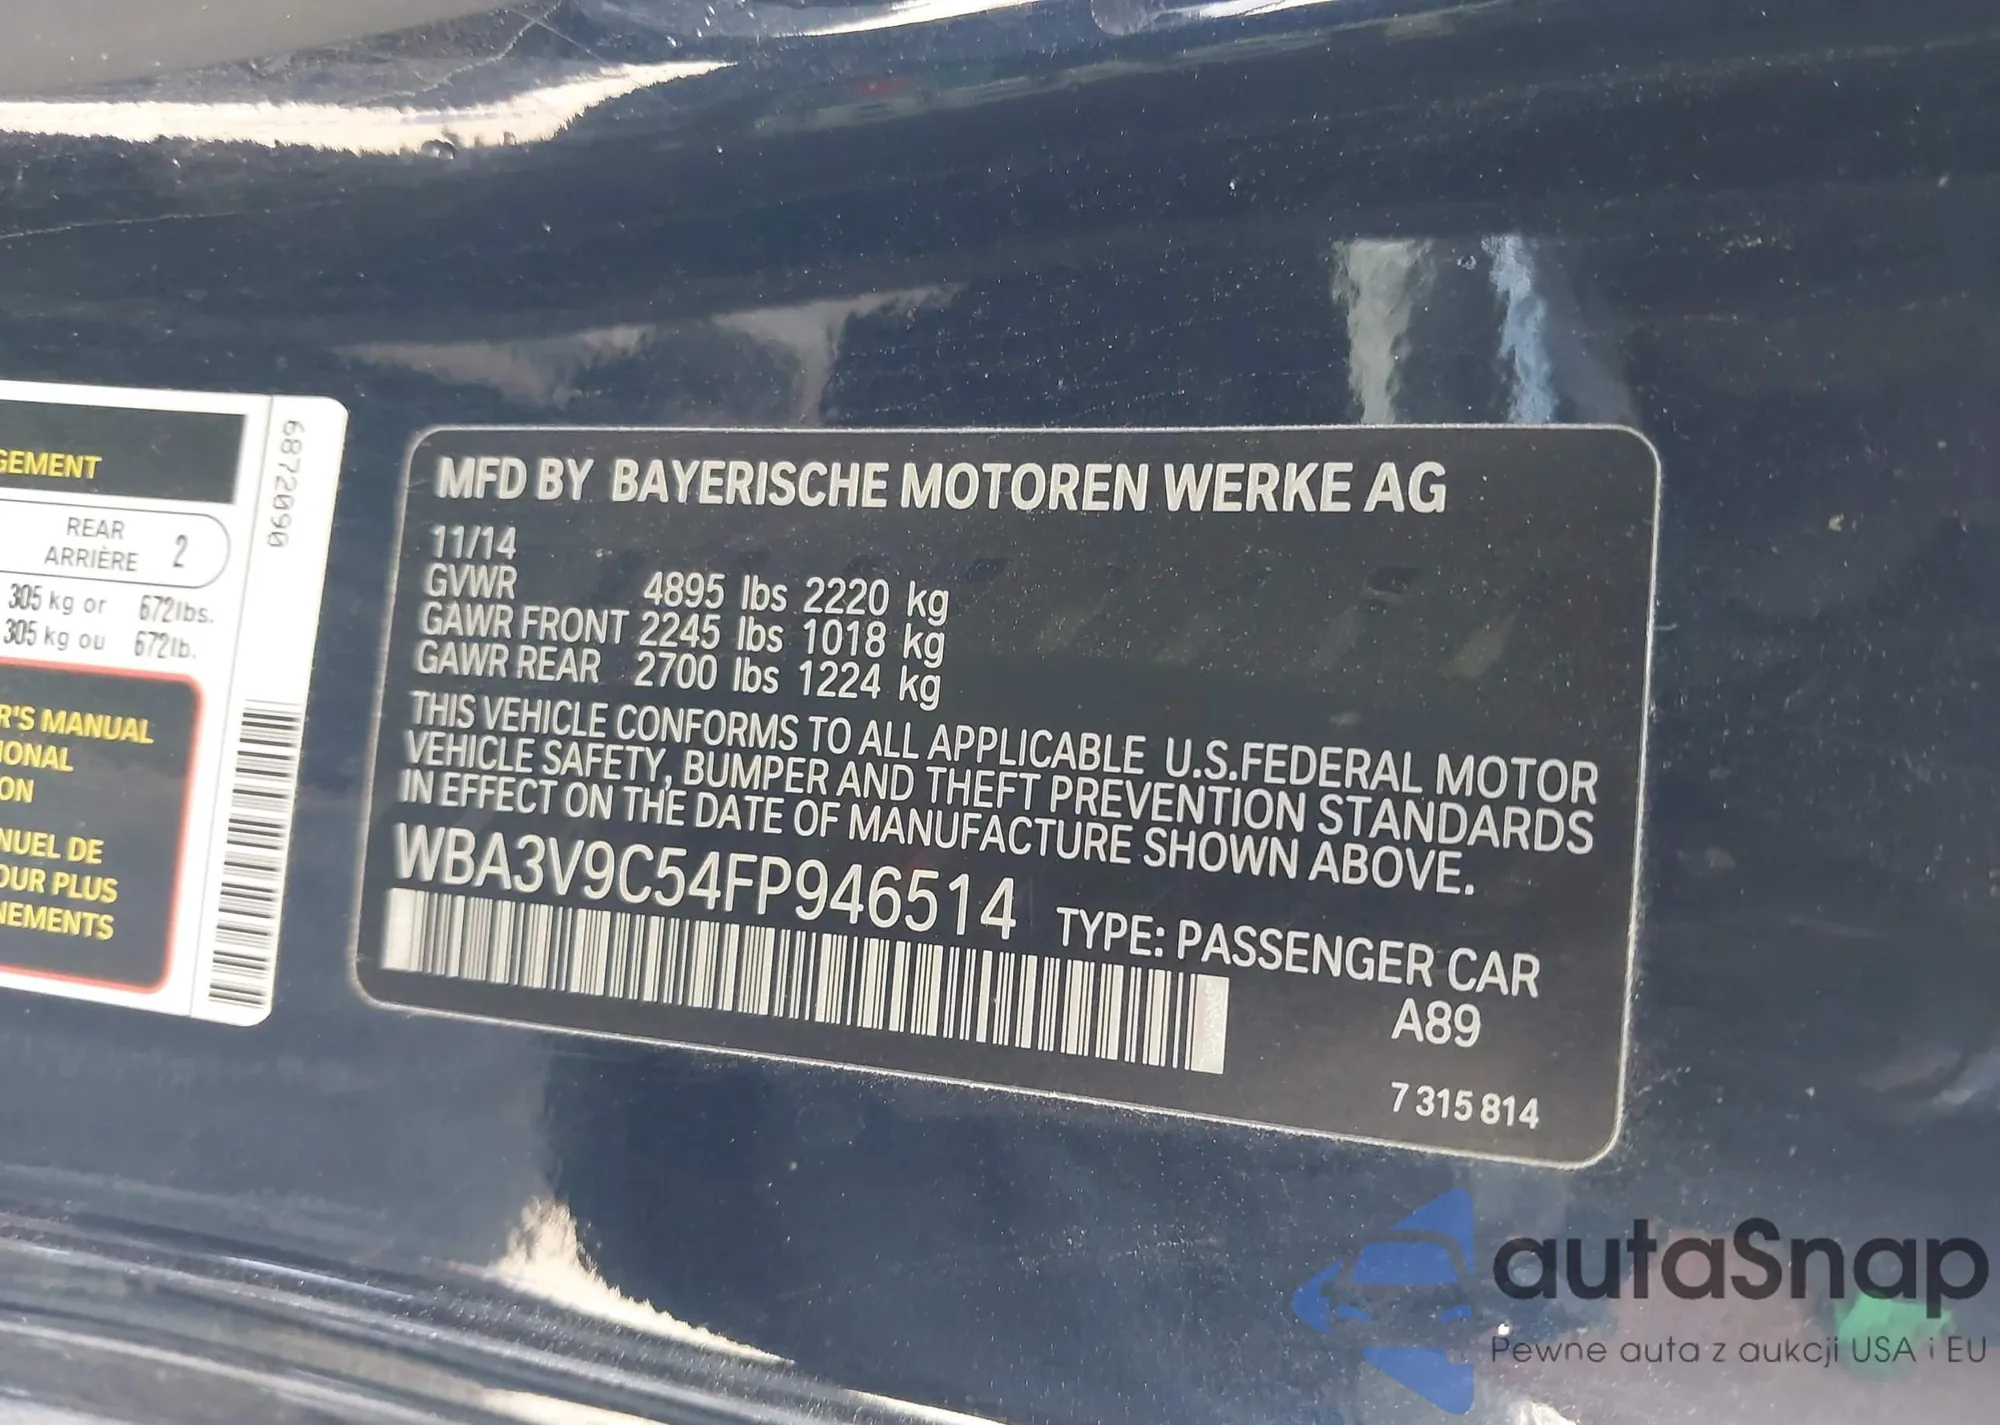 GEMENT
REAR
ARRIÈRE 2
305 kg or 672lbs.
305 kg ou 672lb.
R'S MANUAL
IONAL
ON
NUEL DE
OUR PLUS
NEMENTS
6872090
MFD BY BAYERISCHE MOTOREN WERKE AG
11/14
GVWR 4895 lbs 2220 kg
GAWR FRONT 2245 lbs 1018 kg
GAWR REAR 2700 lbs 1224 kg
THIS VEHICLE CONFORMS TO ALL APPLICABLE U.S.FEDERAL MOTOR
VEHICLE SAFETY, BUMPER AND THEFT PREVENTION STANDARDS
IN EFFECT ON THE DATE OF MANUFACTURE SHOWN ABOVE.
WBA3V9C54FP946514 TYPE: PASSENGER CAR
A89
7 315 814
autaSnap
Pewne auta z aukcji USA i EU